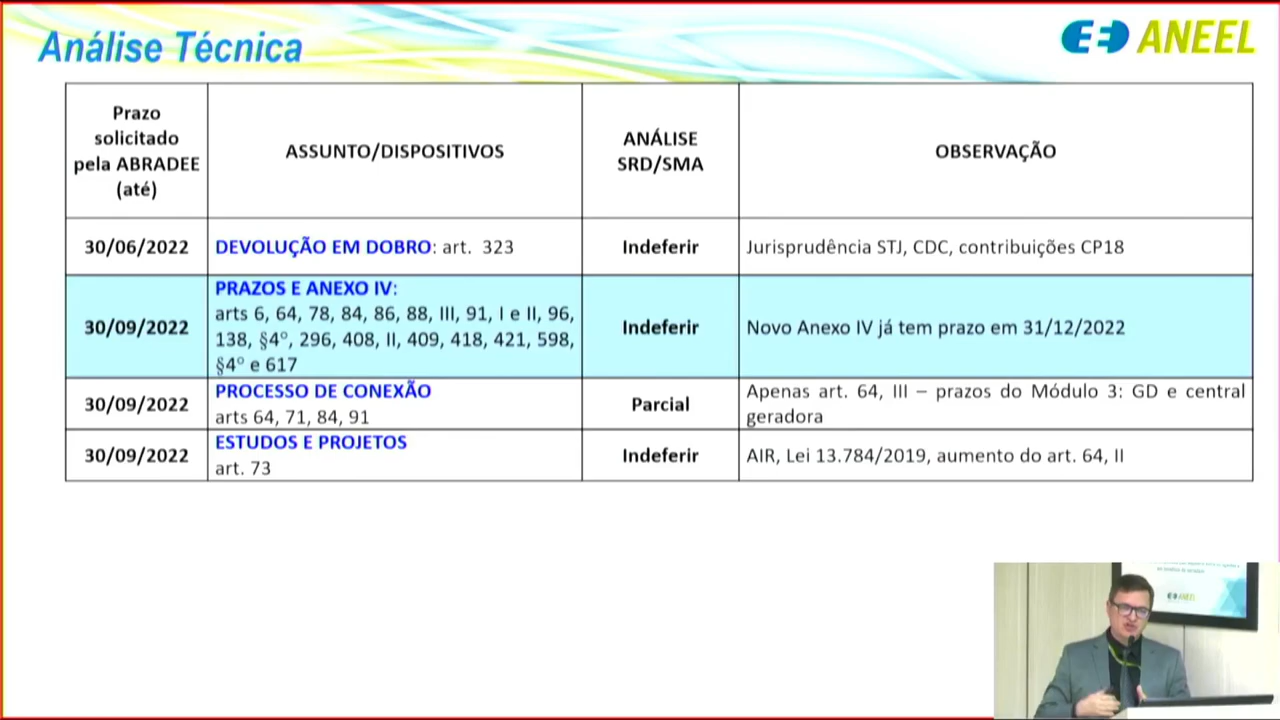 Análise Técnica
ANEEL
Prazo
solicitado
pela ABRADEE
(até)
ASSUNTO/DISPOSITIVOS
ANÁLISE
SRD/SMA
OBSERVAÇÃO
30/06/2022
DEVOLUÇÃO EM DOBRO: art. 323
Indeferir
Jurisprudência STJ, CDC, contribuições CP18
30/09/2022
PRAZOS E ANEXO IV:
arts 6, 64, 78, 84, 86, 88, III, 91, I e II, 96,
138, §4º, 296, 408, II, 409, 418, 421, 598,
§4º e 617
Indeferir
Novo Anexo IV já tem prazo em 31/12/2022
30/09/2022
PROCESSO DE CONEXÃO
arts 64, 71, 84, 91
Parcial
Apenas art. 64, III – prazos do Módulo 3: GD e central
geradora
30/09/2022
ESTUDOS E PROJETOS
art. 73
Indeferir
AIR, Lei 13.784/2019, aumento do art. 64, II
ANEEL